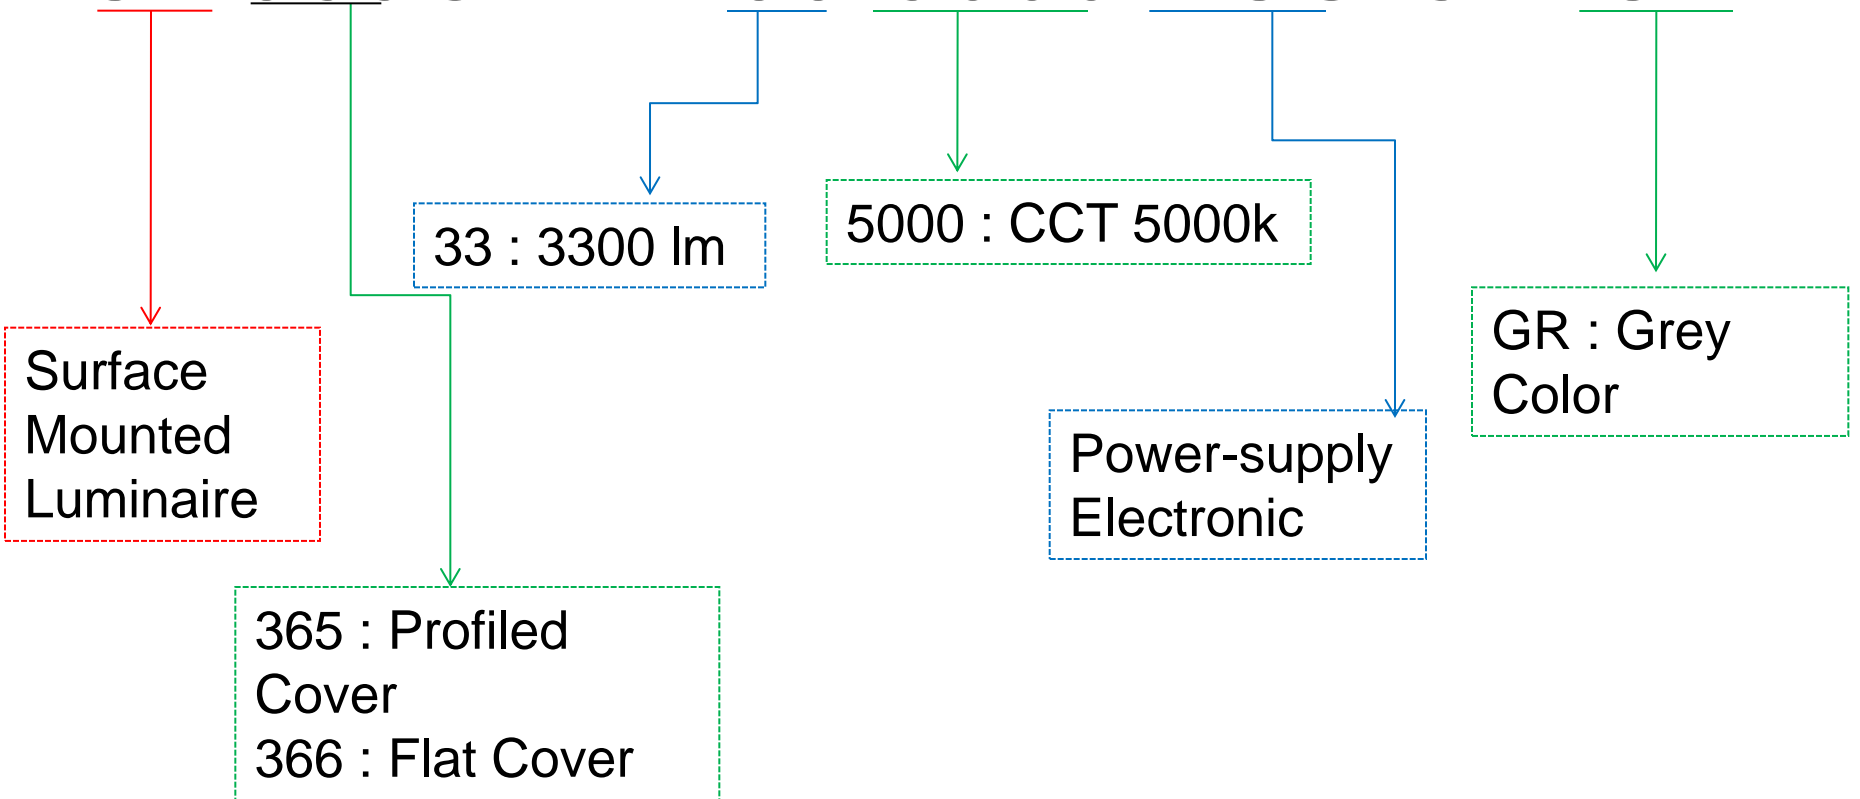 33 : 3300 lm
5000 : CCT 5000k
GR : Grey
Color
Surface
Mounted
Luminaire
Power-supply
Electronic
365 : Profiled
Cover
366 : Flat Cover